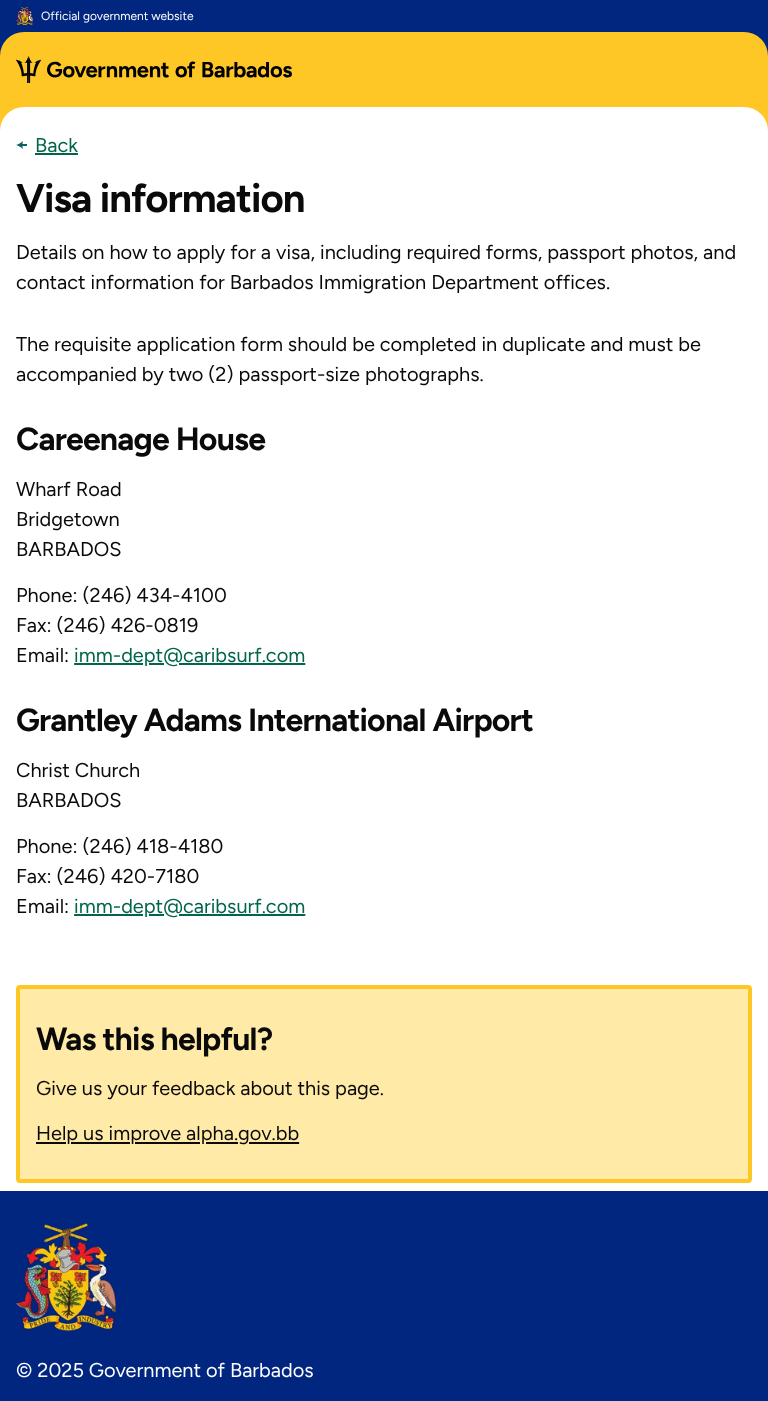 Official government website
Government of Barbados
Back
Visa information
Details on how to apply for a visa, including required forms, passport photos, and
contact information for Barbados Immigration Department offices.
The requisite application form should be completed in duplicate and must be
accompanied by two (2) passport-size photographs.
Careenage House
Wharf Road
Bridgetown
BARBADOS
Phone: (246) 434-4100
Fax: (246) 426-0819
Email: imm-dept@caribsurf.com
Grantley Adams International Airport
Christ Church
BARBADOS
Phone: (246) 418-4180
Fax: (246) 420-7180
Email: imm-dept@caribsurf.com
Was this helpful?
Give us your feedback about this page.
Help us improve alpha.gov.bb
PRIDE AND INDUSTRY
© 2025 Government of Barbados